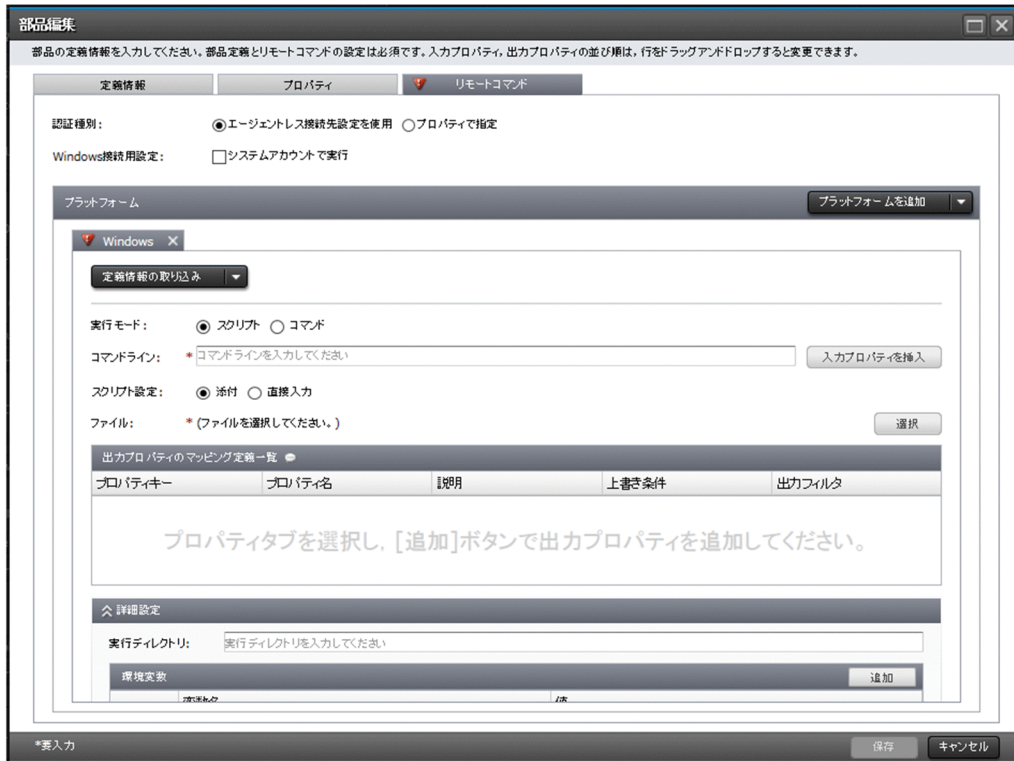 部品編集
部品の定義情報を入力してください。部品定義とリモートコマンドの設定は必須です。入力プロパティ, 出力プロパティの並び順は, 行をドラッグアンドドロップすると変更できます。
定義情報 プロパティ リモートコマンド
認証種別: エージェントレス接続先設定を使用 プロパティで指定
Windows接続用設定: システムアカウントで実行
プラットフォーム プラットフォームを追加
Windows
定義情報の取り込み
実行モード: スクリプト コマンド
コマンドライン: *コマンドラインを入力してください 入力プロパティを挿入
スクリプト設定: 添付 直接入力
ファイル: *(ファイルを選択してください。) 選択
出力プロパティのマッピング定義一覧
プロパティキー プロパティ名 説明 上書き条件 出力フィルタ
プロパティタブを選択し, [追加]ボタンで出力プロパティを追加してください。
詳細設定
実行ディレクトリ: 実行ディレクトリを入力してください
環境変数 追加
変数名 値
*要入力 保存 キャンセル